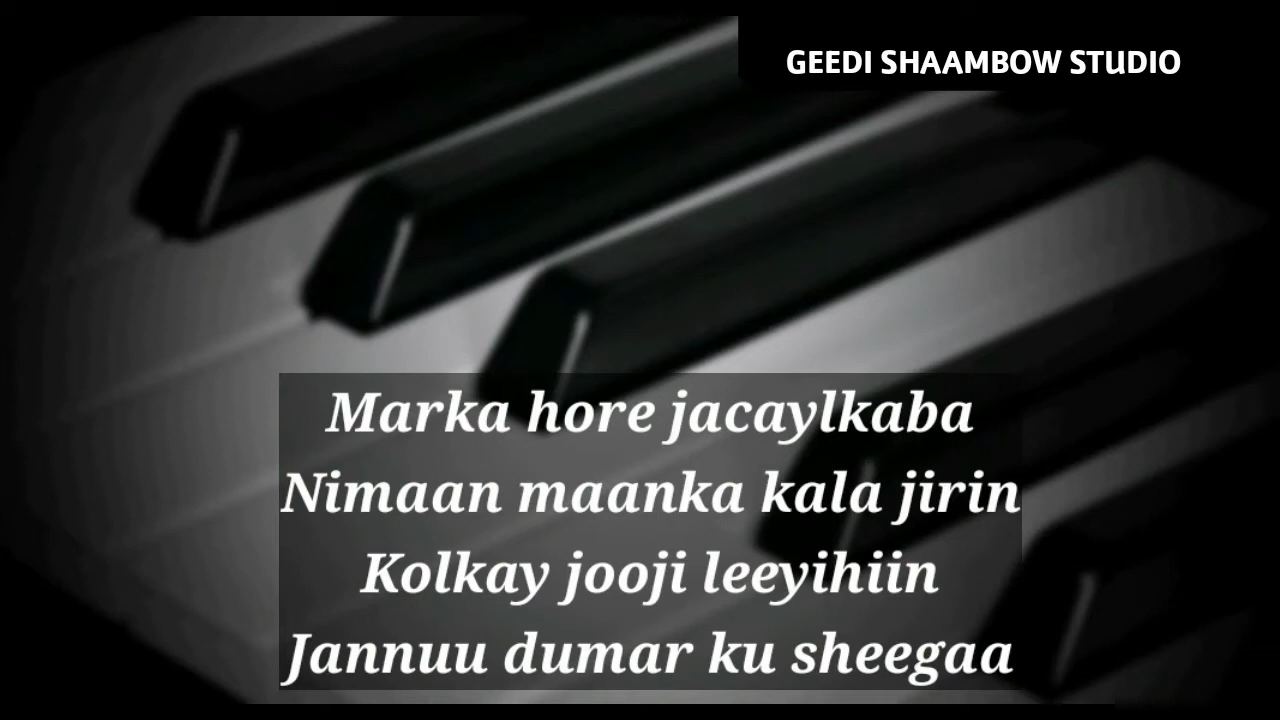 GEEDI SHAAMBOW STUDIO
Marka hore jacaylkaba
Nimaan maanka kala jirin
Kolkay jooji leeyihiin
Jannuu dumar ku sheegaa